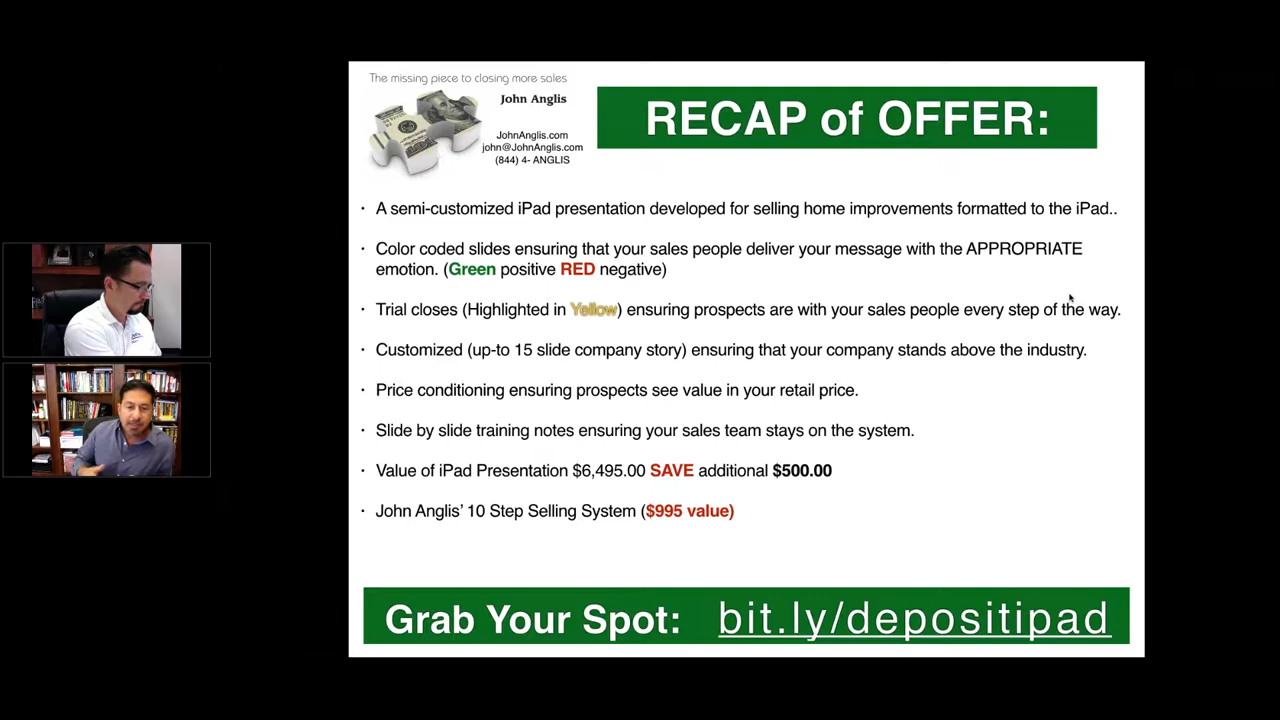 The missing piece to closing more sales
John Anglis
JohnAnglis.com
john@JohnAnglis.com
(844) 4- ANGLIS
RECAP of OFFER:
· A semi-customized iPad presentation developed for selling home improvements formatted to the iPad..
· Color coded slides ensuring that your sales people deliver your message with the APPROPRIATE
emotion. (Green positive RED negative)
· Trial closes (Highlighted in Yellow) ensuring prospects are with your sales people every step of the way.
· Customized (up-to 15 slide company story) ensuring that your company stands above the industry.
· Price conditioning ensuring prospects see value in your retail price.
· Slide by slide training notes ensuring your sales team stays on the system.
· Value of iPad Presentation $6,495.00 SAVE additional $500.00
· John Anglis' 10 Step Selling System ($995 value)
Grab Your Spot: bit.ly/depositipad